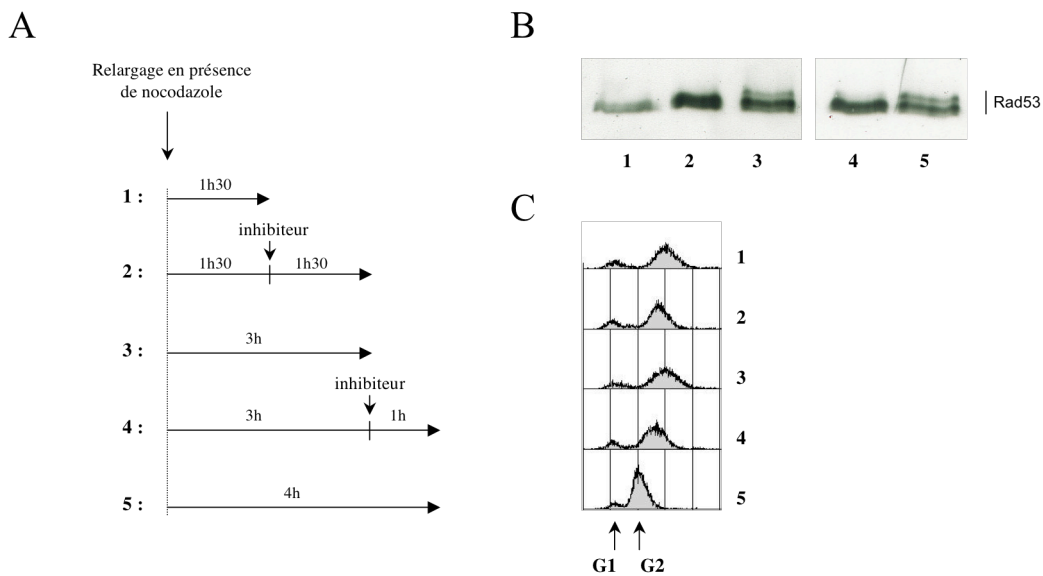 A
Relargage en présence
de nocodazole
1 :
1h30
inhibiteur
2 :
1h30
1h30
3 :
3h
inhibiteur
4 :
3h
1h
5 :
4h
B
Rad53
1
2
3
4
5
C
1
2
3
4
5
G1
G2